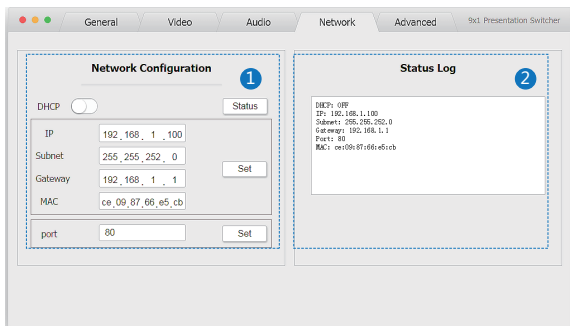 General Video Audio Network Advanced 9x1 Presentation Switcher
Network Configuration
1
DHCP Status
IP 192 . 168 . 1 . 100
Subnet 255 . 255 . 252 . 0
Gateway 192 . 168 . 1 . 1
Set
MAC ce . 09 . 87 . 66 . e5 . cb
port 80 Set
Status Log
2
DHCP: OFF
IP: 192.168.1.100
Subnet: 255.255.252.0
Gateway: 192.168.1.1
Port: 80
MAC: ce:09:87:66:e5:cb